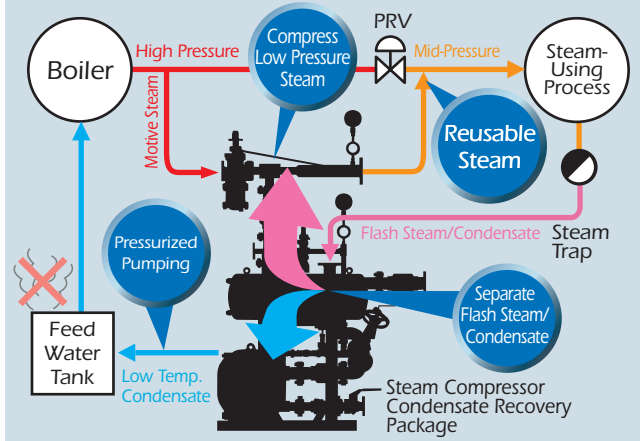 Boiler
High Pressure
Motive Steam
Compress
Low Pressure
Steam
PRV
Mid-Pressure
Steam-
Using
Process
Reusable
Steam
Flash Steam/Condensate
Steam
Trap
Pressurized
Pumping
Separate
Flash Steam/
Condensate
Feed
Water
Tank
Low Temp.
Condensate
Steam Compressor
Condensate Recovery
Package